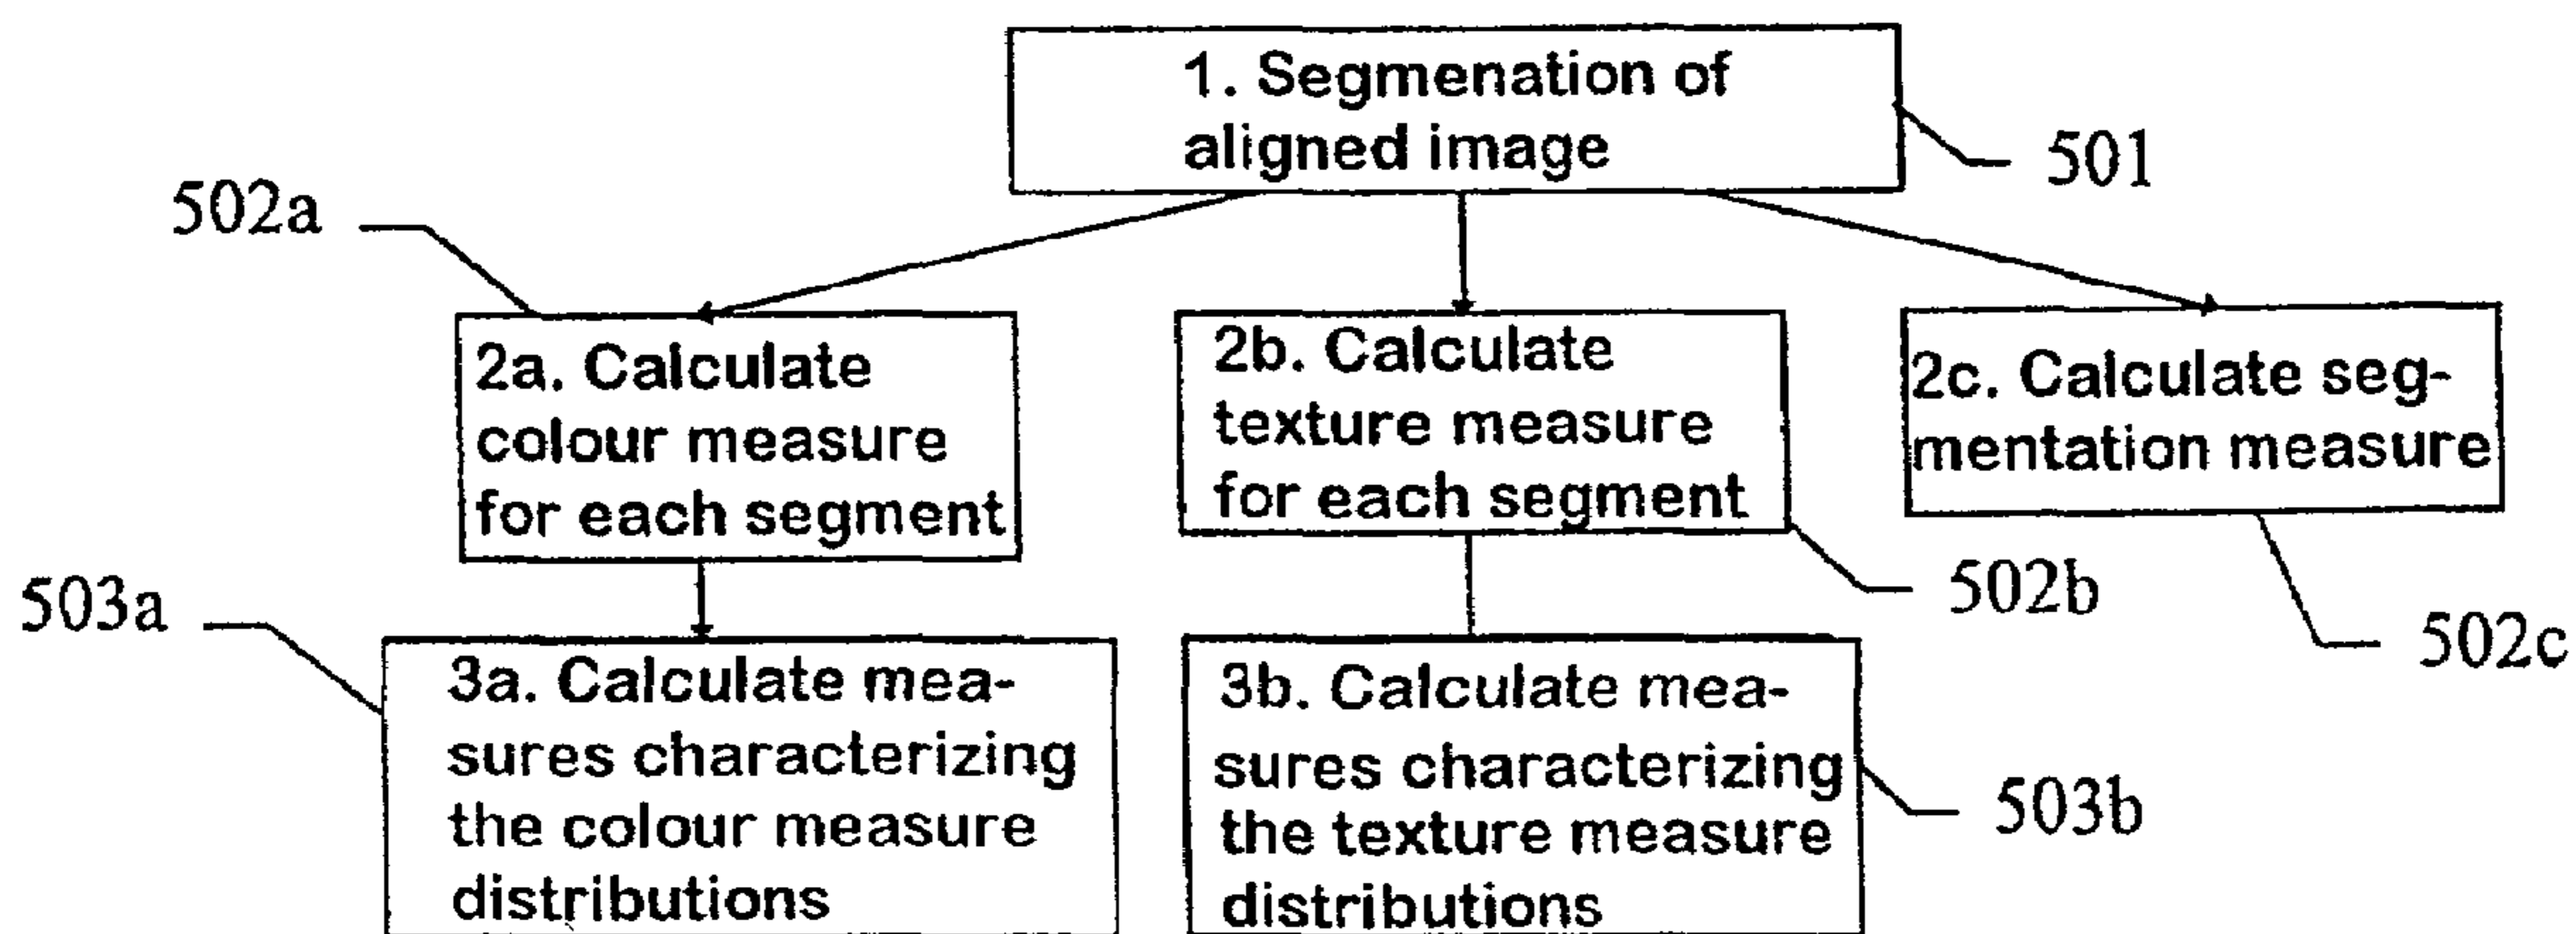 1. Segmenation of
aligned image
501
502a
2a. Calculate
colour measure
for each segment
2b. Calculate
texture measure
for each segment
2c. Calculate seg-
mentation measure
502b
502c
503a
3a. Calculate mea-
sures characterizing
the colour measure
distributions
3b. Calculate mea-
sures characterizing
the texture measure
distributions
503b